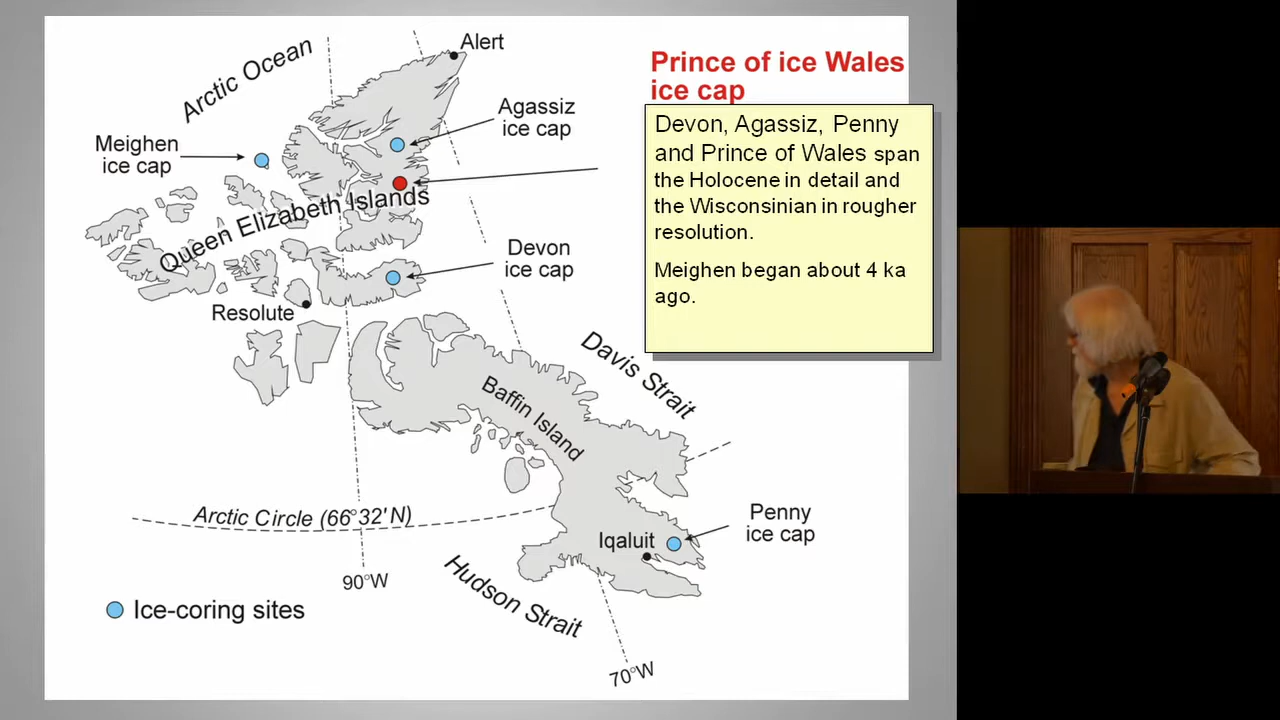 Arctic Ocean
Alert
Prince of ice Wales
ice cap
Agassiz
ice cap
Meighen
ice cap
Devon, Agassiz, Penny
and Prince of Wales span
the Holocene in detail and
the Wisconsinian in rougher
resolution.
Meighen began about 4 ka
ago.
Queen Elizabeth Islands
Devon
ice cap
Resolute
Davis Strait
Baffin Island
Arctic Circle (66°32'N)
Penny
ice cap
Iqaluit
90°W
Hudson Strait
Ice-coring sites
70°W